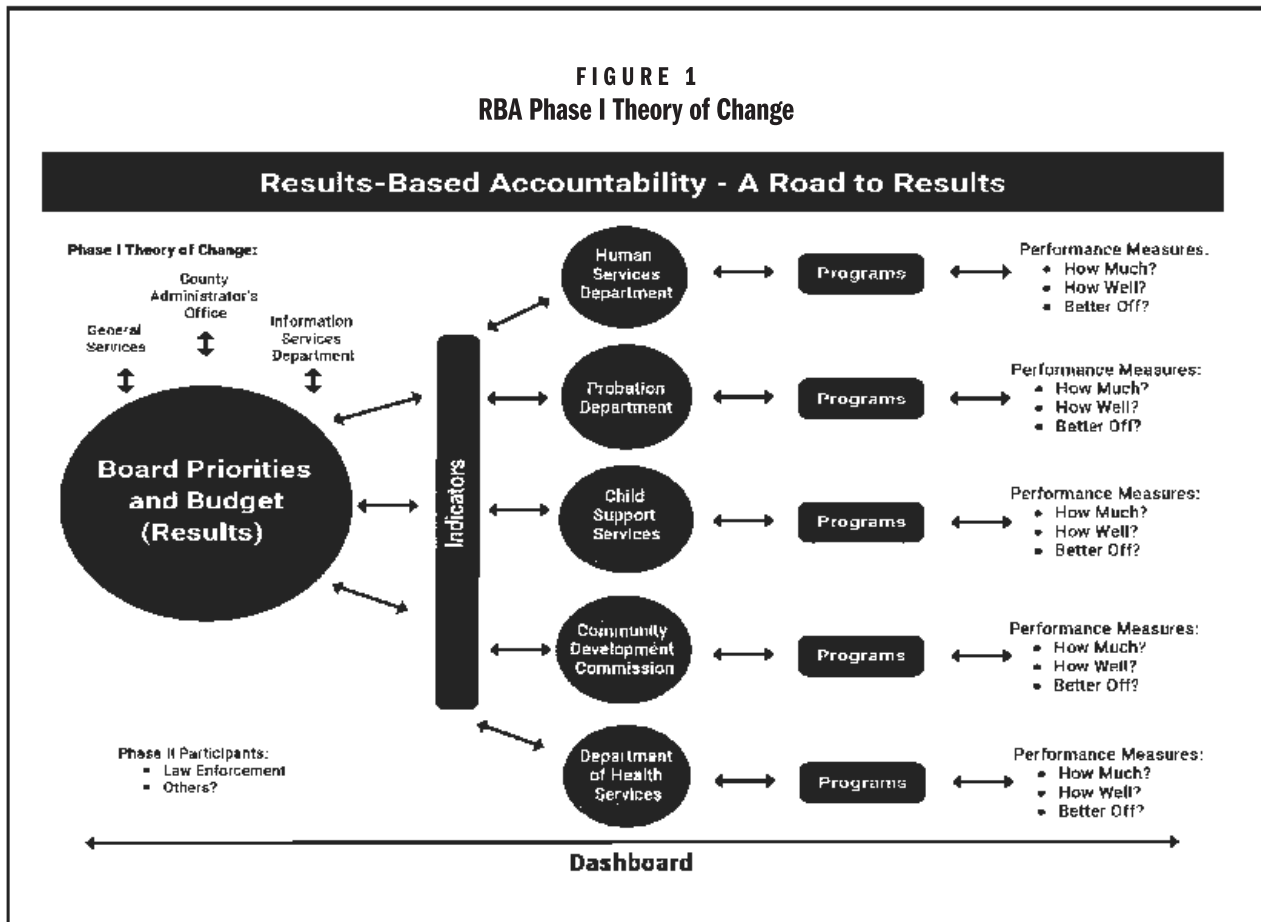 FIGURE 1
RBA Phase I Theory of Change
Results-Based Accountability - A Road to Results
Phase I Theory of Change:
County
Administrator's
Office
General
Services
Information
Services
Department
Board Priorities
and Budget
(Results)
Indicators
Human
Services
Department
Programs
Performance Measures.
• How Much?
• How Well?
• Better Off?
Probation
Department
Programs
Performance Measures:
• How Much?
• How Well?
• Better Off?
Child
Support
Services
Programs
Performance Measures:
• How Much?
• How Well?
• Better Off?
Community
Development
Commission
Programs
Performance Measures:
• How Much?
• How Well?
• Better Off?
Department
of Health
Services
Programs
Performance Measures:
• How Much?
• How Well?
• Better Off?
Phase II Participants:
▪ Law Enforcement
▪ Others?
Dashboard